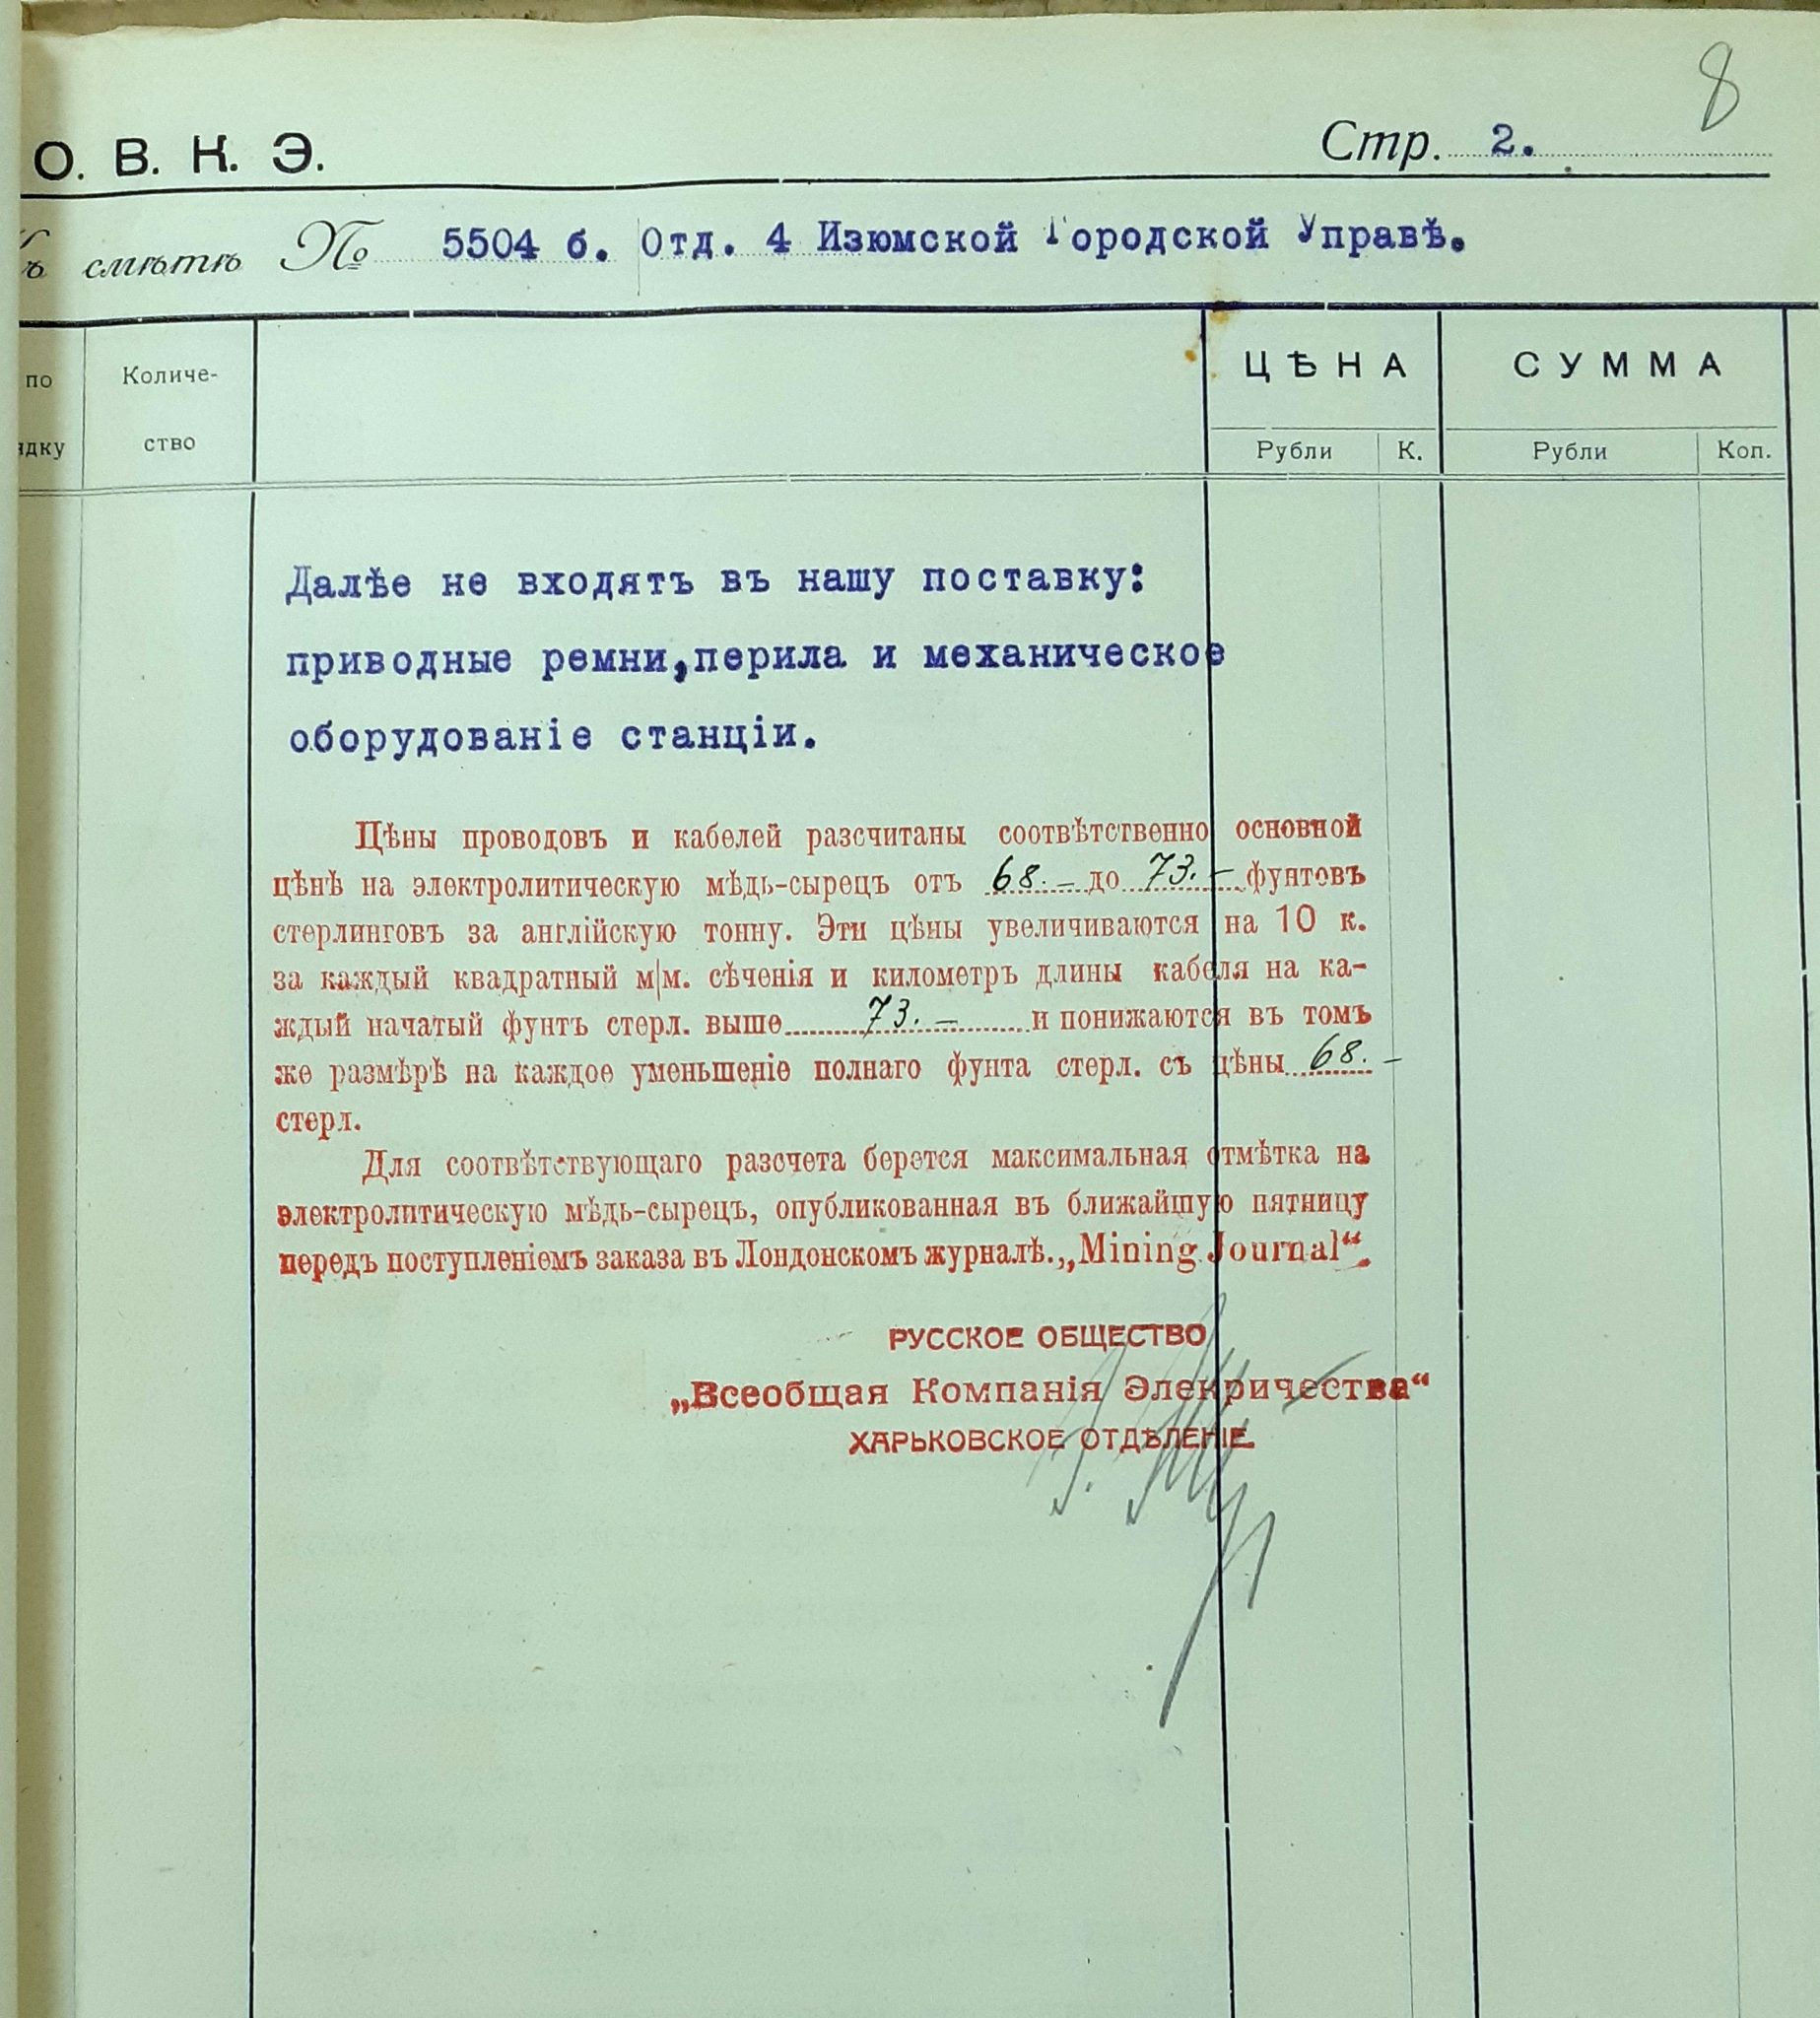 8
О. В. К. Э.
Стр. 2.
ъ смѣтѣ № 5504 б. Отд. 4 Изюмской Городской Управѣ.
по
ядку
Количе-
ство
ЦѢНА
Рубли К.
СУММА
Рубли Коп.
Далѣе не входятъ въ нашу поставку:
приводные ремни,перила и механическое
оборудованіе станціи.
Цѣны проводовъ и кабелей разсчитаны соотвѣтственно основной
цѣнѣ на электролитическую мѣдь-сырецъ отъ 68.– до 73.– фунтовъ
стерлинговъ за англійскую тонну. Эти цѣны увеличиваются на 10 к.
за каждый квадратный м|м. сѣченія и километръ длины кабеля на ка-
ждый начатый фунтъ стерл. выше 73.– и понижаются въ томъ
же размѣрѣ на каждое уменьшеніе полнаго фунта стерл. съ цѣны 68.–
стерл.
Для соотвѣтствующаго разсчета берется максимальная отмѣтка на
электролитическую мѣдь-сырецъ, опубликованная въ ближайшую пятницу
передъ поступленіемъ заказа въ Лондонскомъ журналѣ. „Mining Journal“.
РУССКОЕ ОБЩЕСТВО
„Всеобщая Компанія Элекричества“
ХАРЬКОВСКОЕ ОТДѢЛЕНІЕ.